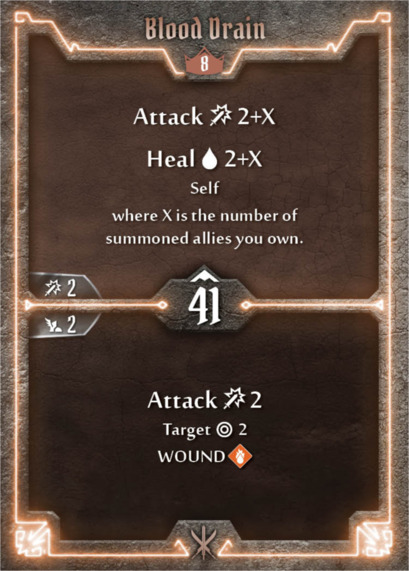 Blood Drain
8
Attack 2+X
Heal 2+X
Self
where X is the number of
summoned allies you own.
2
41
2
Attack 2
Target 2
WOUND